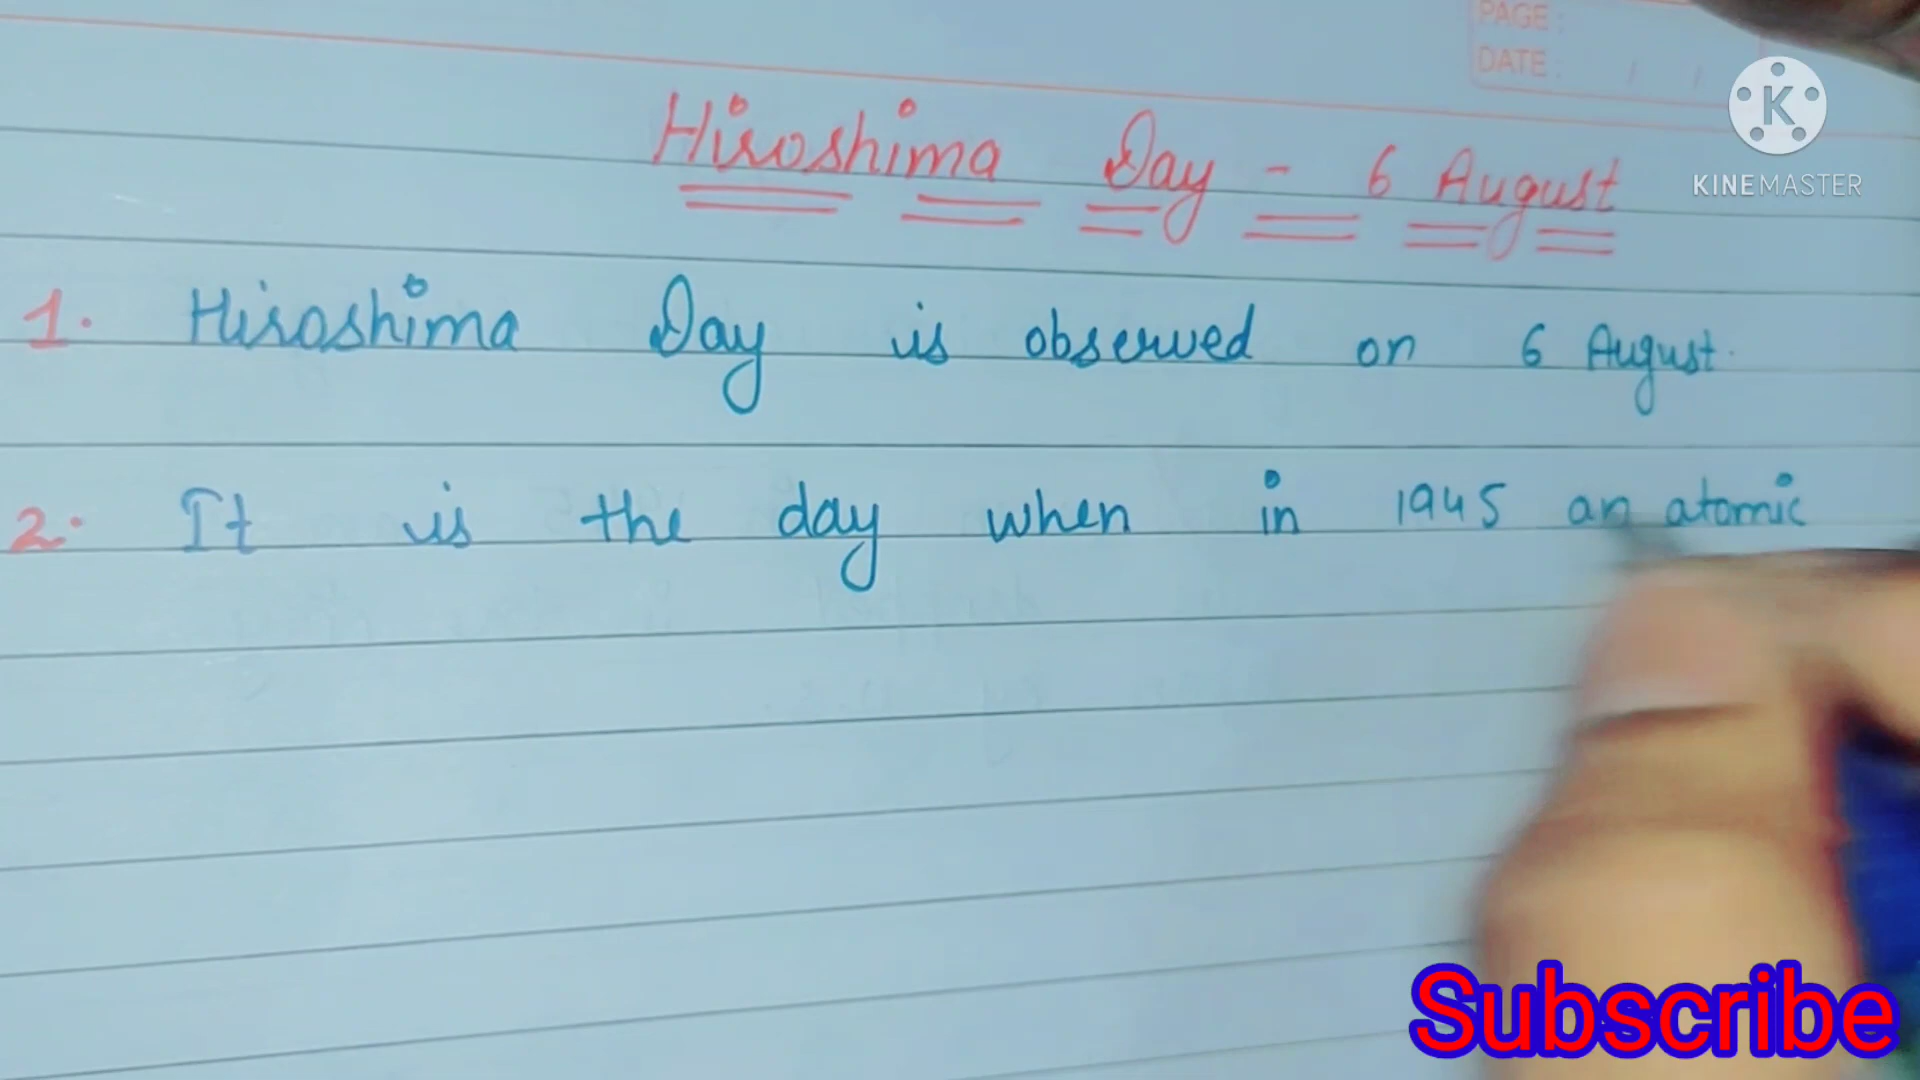 PAGE:
DATE: / /
KINEMASTER
Hiroshima Day - 6 August
1. Hiroshima Day is observed on 6 August.
2. It is the day when in 1945 an atomic
Subscribe